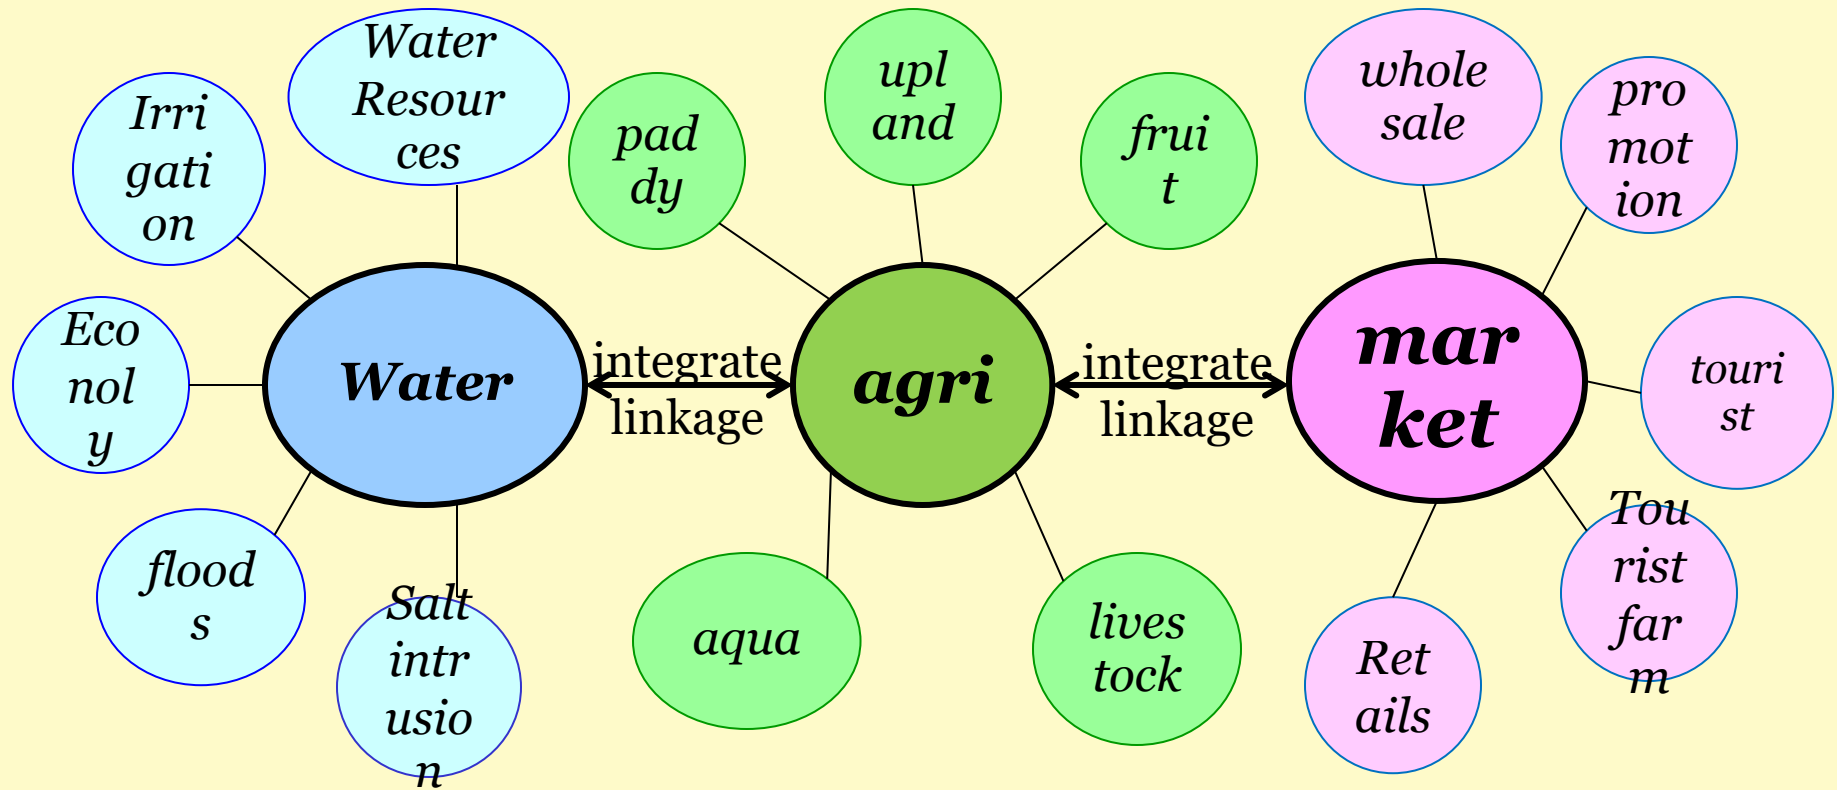 Water
Resour
ces
Irri
gati
on
Eco
nol
y
flood
s
Salt
intr
usio
n
Water
integrate
linkage
pad
dy
upl
and
frui
t
agri
aqua
lives
tock
integrate
linkage
whole
sale
pro
mot
ion
mar
ket
touri
st
Tou
rist
far
m
Ret
ails